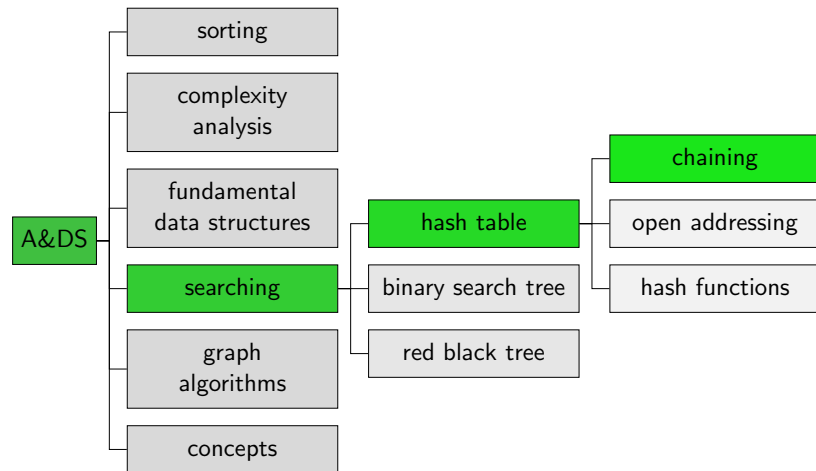 A&DS
sorting
complexity
analysis
fundamental
data structures
searching
graph
algorithms
concepts
hash table
binary search tree
red black tree
chaining
open addressing
hash functions